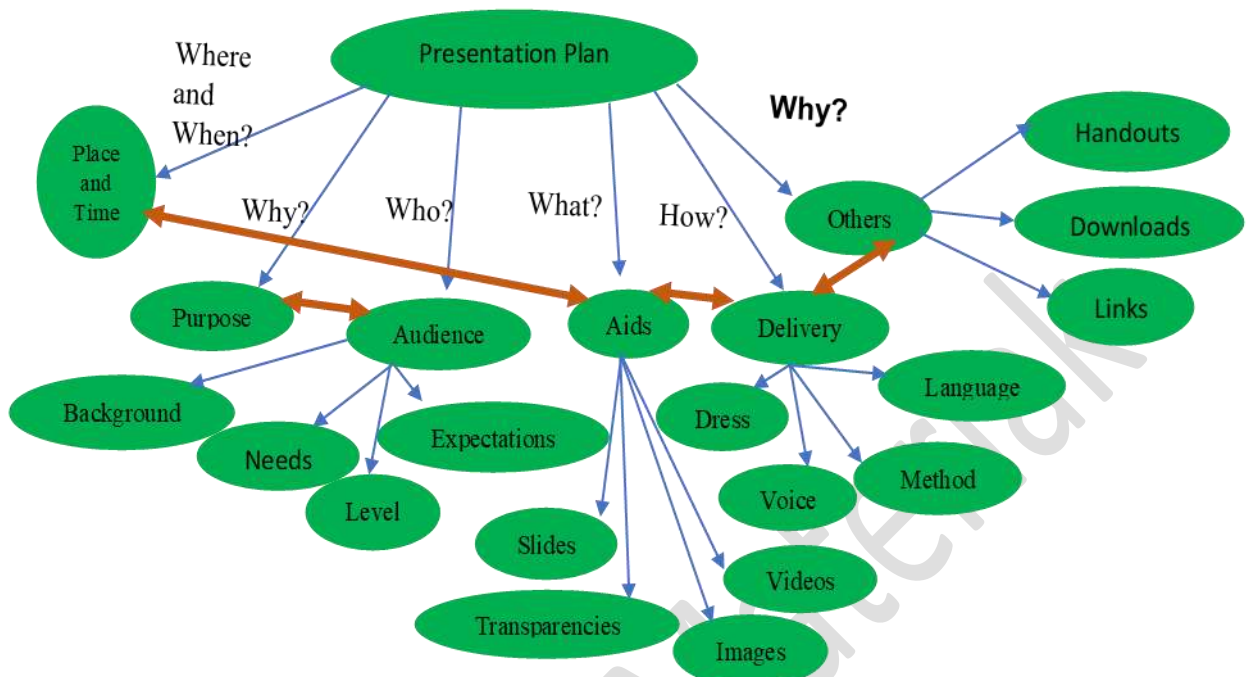 Presentation Plan
Where
and
When?
Why?
Handouts
Place
and
Time
Why?
Who?
What?
How?
Others
Downloads
Purpose
Audience
Aids
Delivery
Links
Background
Expectations
Dress
Language
Needs
Level
Slides
Voice
Method
Videos
Transparencies
Images